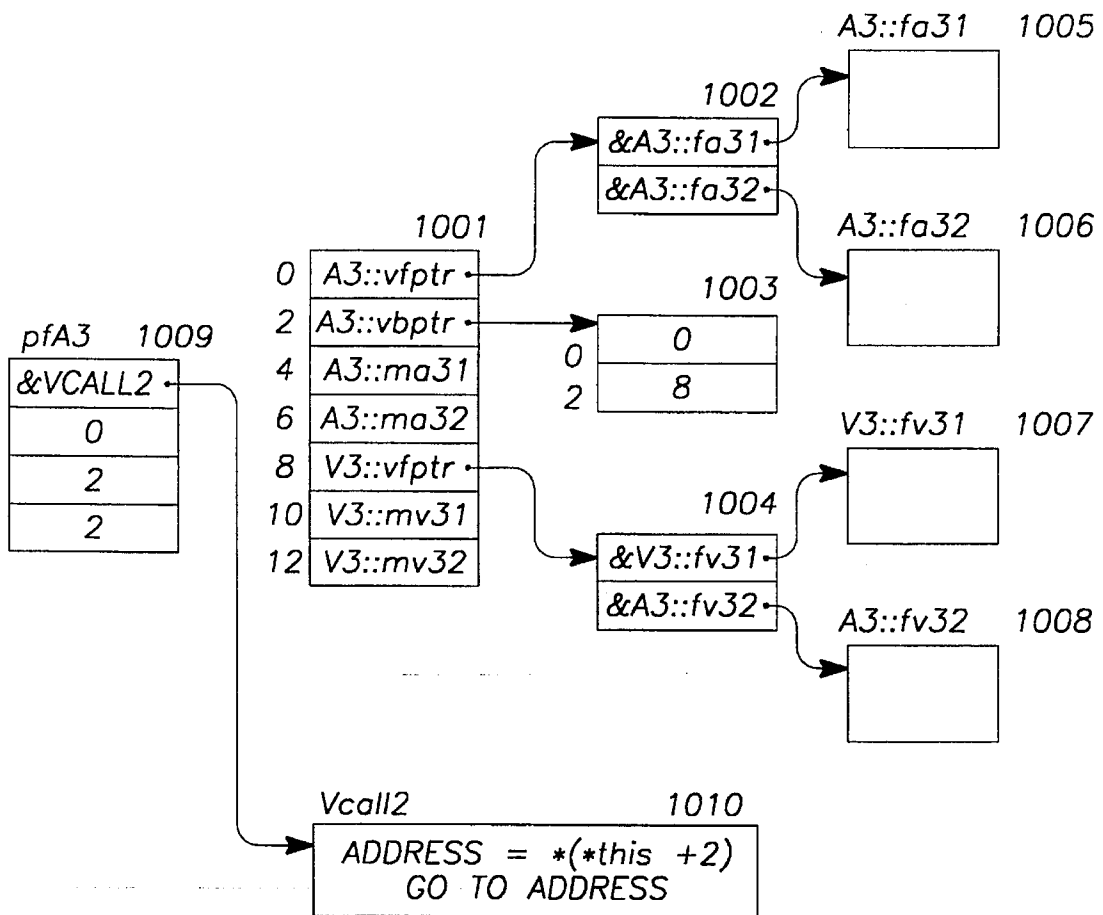 A3::fa31 1005
1002
&A3::fa31
&A3::fa32
A3::fa32 1006
1001
0 A3::vfptr
2 A3::vbptr
4 A3::ma31
6 A3::ma32
8 V3::vfptr
10 V3::mv31
12 V3::mv32
1003
0 0
2 8
pfA3 1009
&VCALL2
0
2
2
V3::fv31 1007
1004
&V3::fv31
&A3::fv32
A3::fv32 1008
Vcall2 1010
ADDRESS = *(*this +2)
GO TO ADDRESS